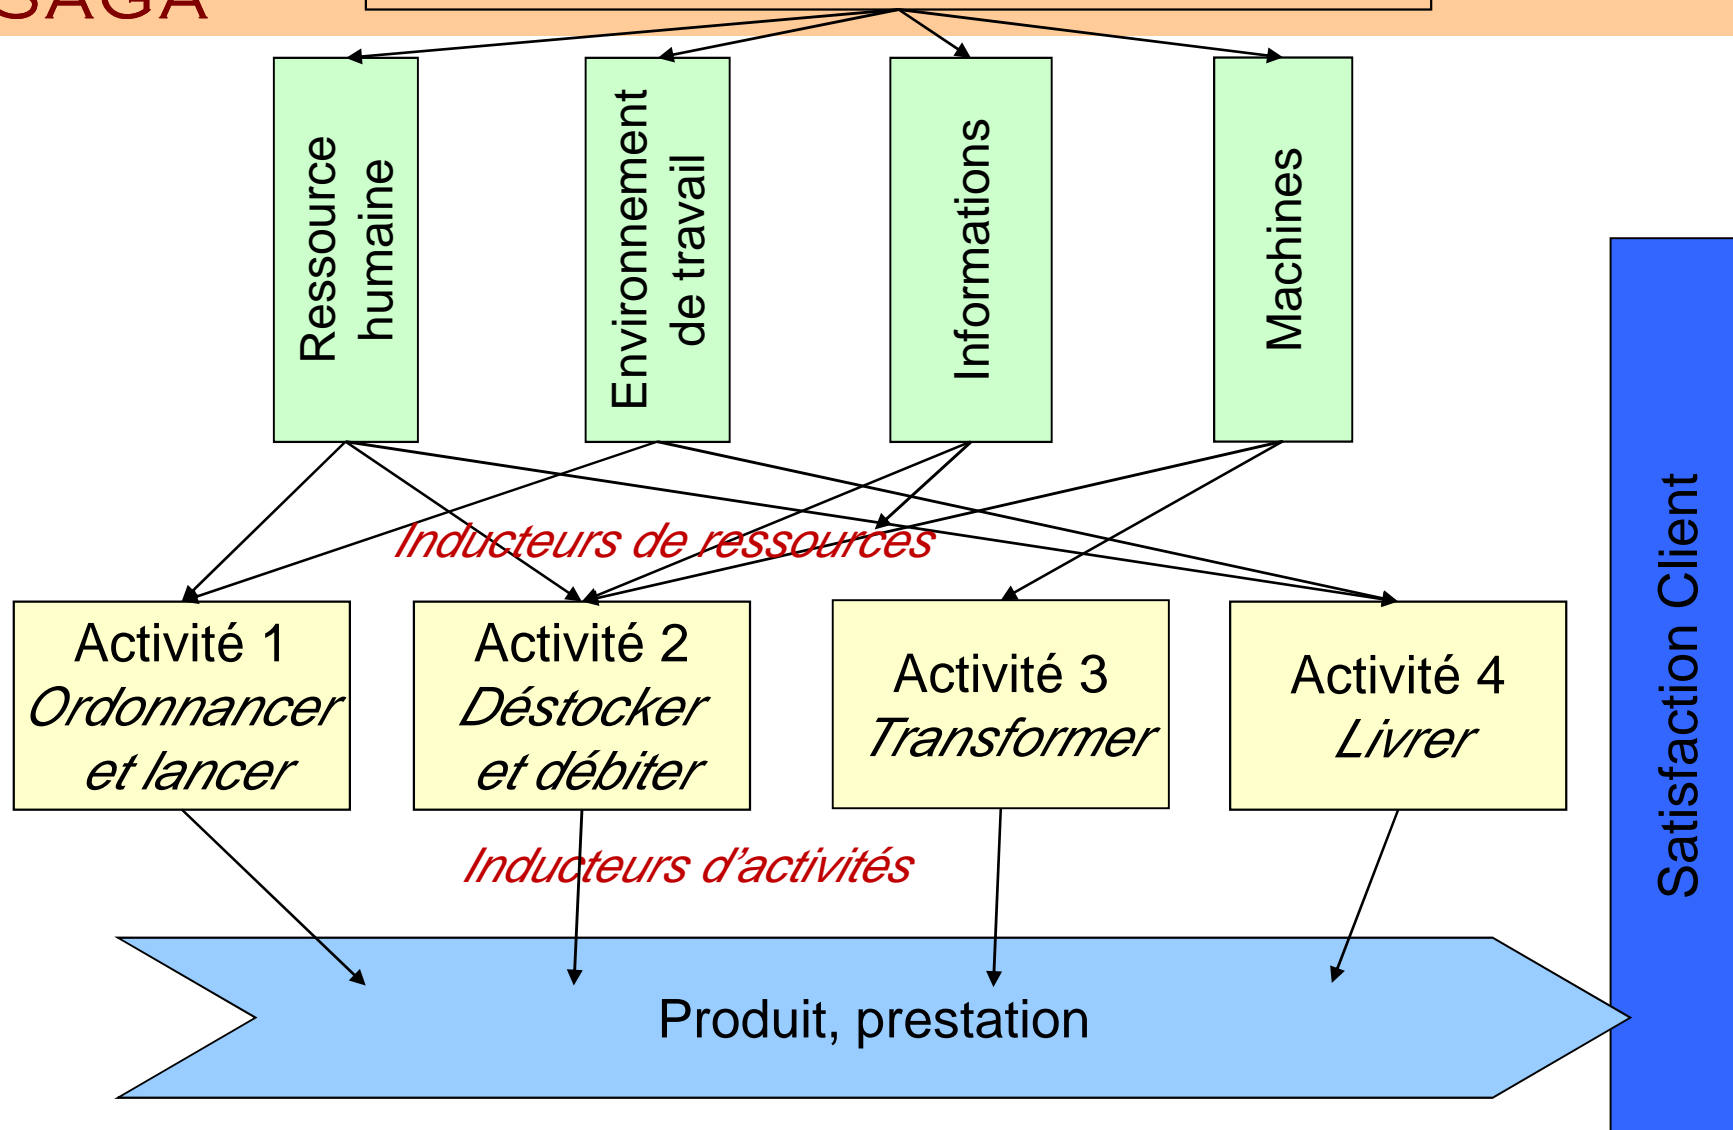 SAGA
Ressource
humaine
Environnement
de travail
Informations
Machines
Inducteurs de ressources
Activité 1
Ordonnancer
et lancer
Activité 2
Déstocker
et débiter
Activité 3
Transformer
Activité 4
Livrer
Inducteurs d’activités
Produit, prestation
Satisfaction Client